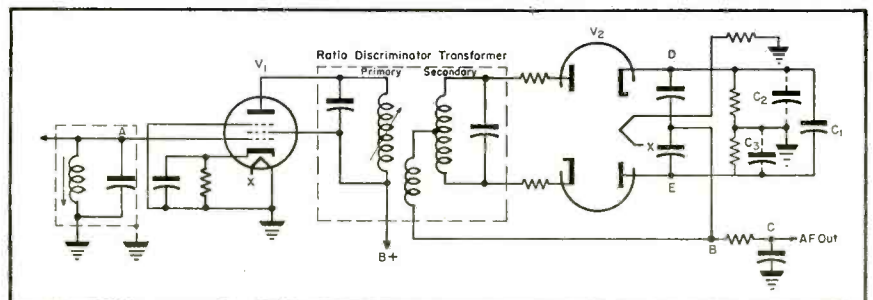 V1
Ratio Discriminator Transformer
Primary Secondary
V2
D
A
X
C2
C1
X
C3
E
B+
B
C
AF Out